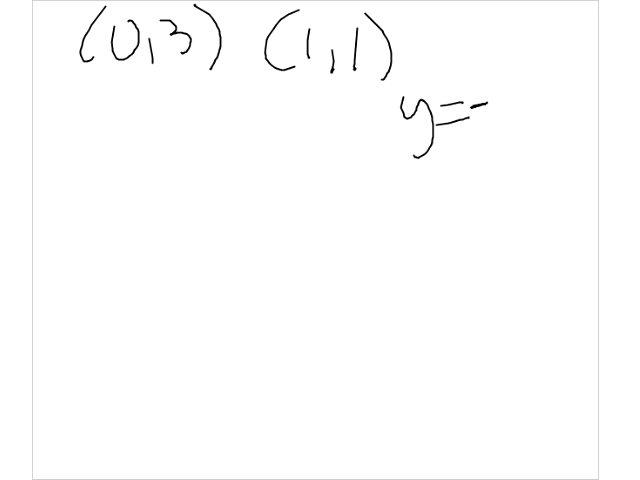 (0,3) (1,1)
y=-